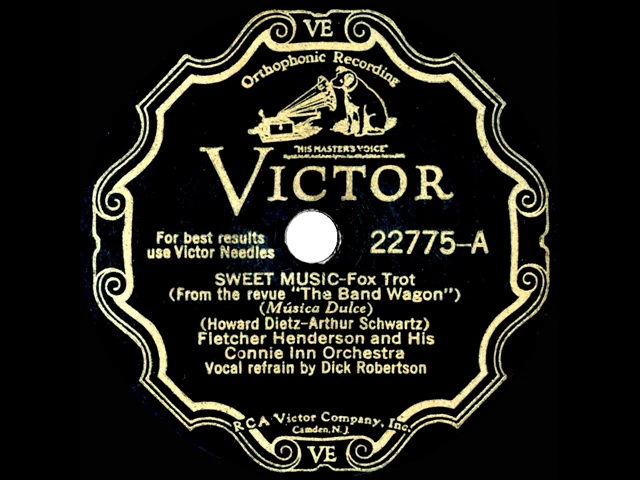 VE
Orthophonic Recording
"HIS MASTER'S VOICE"
VICTOR
For best results
use Victor Needles
22775-A
SWEET MUSIC-Fox Trot
(From the revue "The Band Wagon")
(Música Dulce)
(Howard Dietz-Arthur Schwartz)
Fletcher Henderson and His
Connie Inn Orchestra
Vocal refrain by Dick Robertson
RCA Victor Company, Inc.
Camden, N.J.
VE